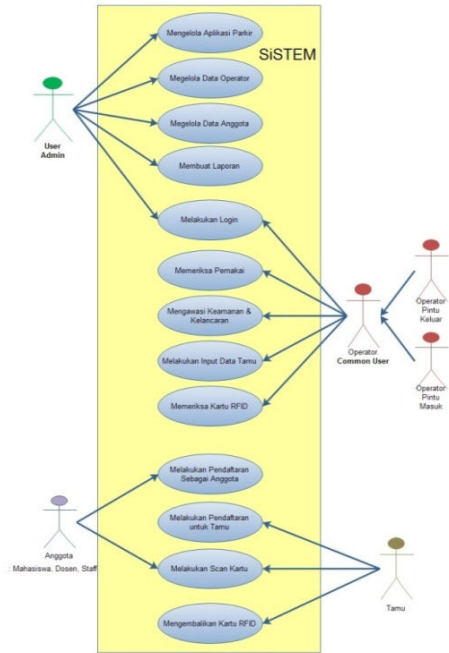 Mengelola Aplikasi Parkir
SiSTEM
Megelola Data Operator
User
Admin
Megelola Data Anggota
Membuat Laporan
Melakukan Login
Memeriksa Pemakai
Mengawasi Keamanan &
Kelancaran
Operator
Common User
Operator
Pintu
Keluar
Melakukan Input Data Tamu
Memeriksa Kartu RFID
Operator
Pintu
Masuk
Melakukan Pendaftaran
Sebagai Anggota
Melakukan Pendaftaran
untuk Tamu
Anggota
: Mahasiswa, Dosen, Staff
Melakukan Scan Kartu
Tamu
Mengembalikan Kartu RFID